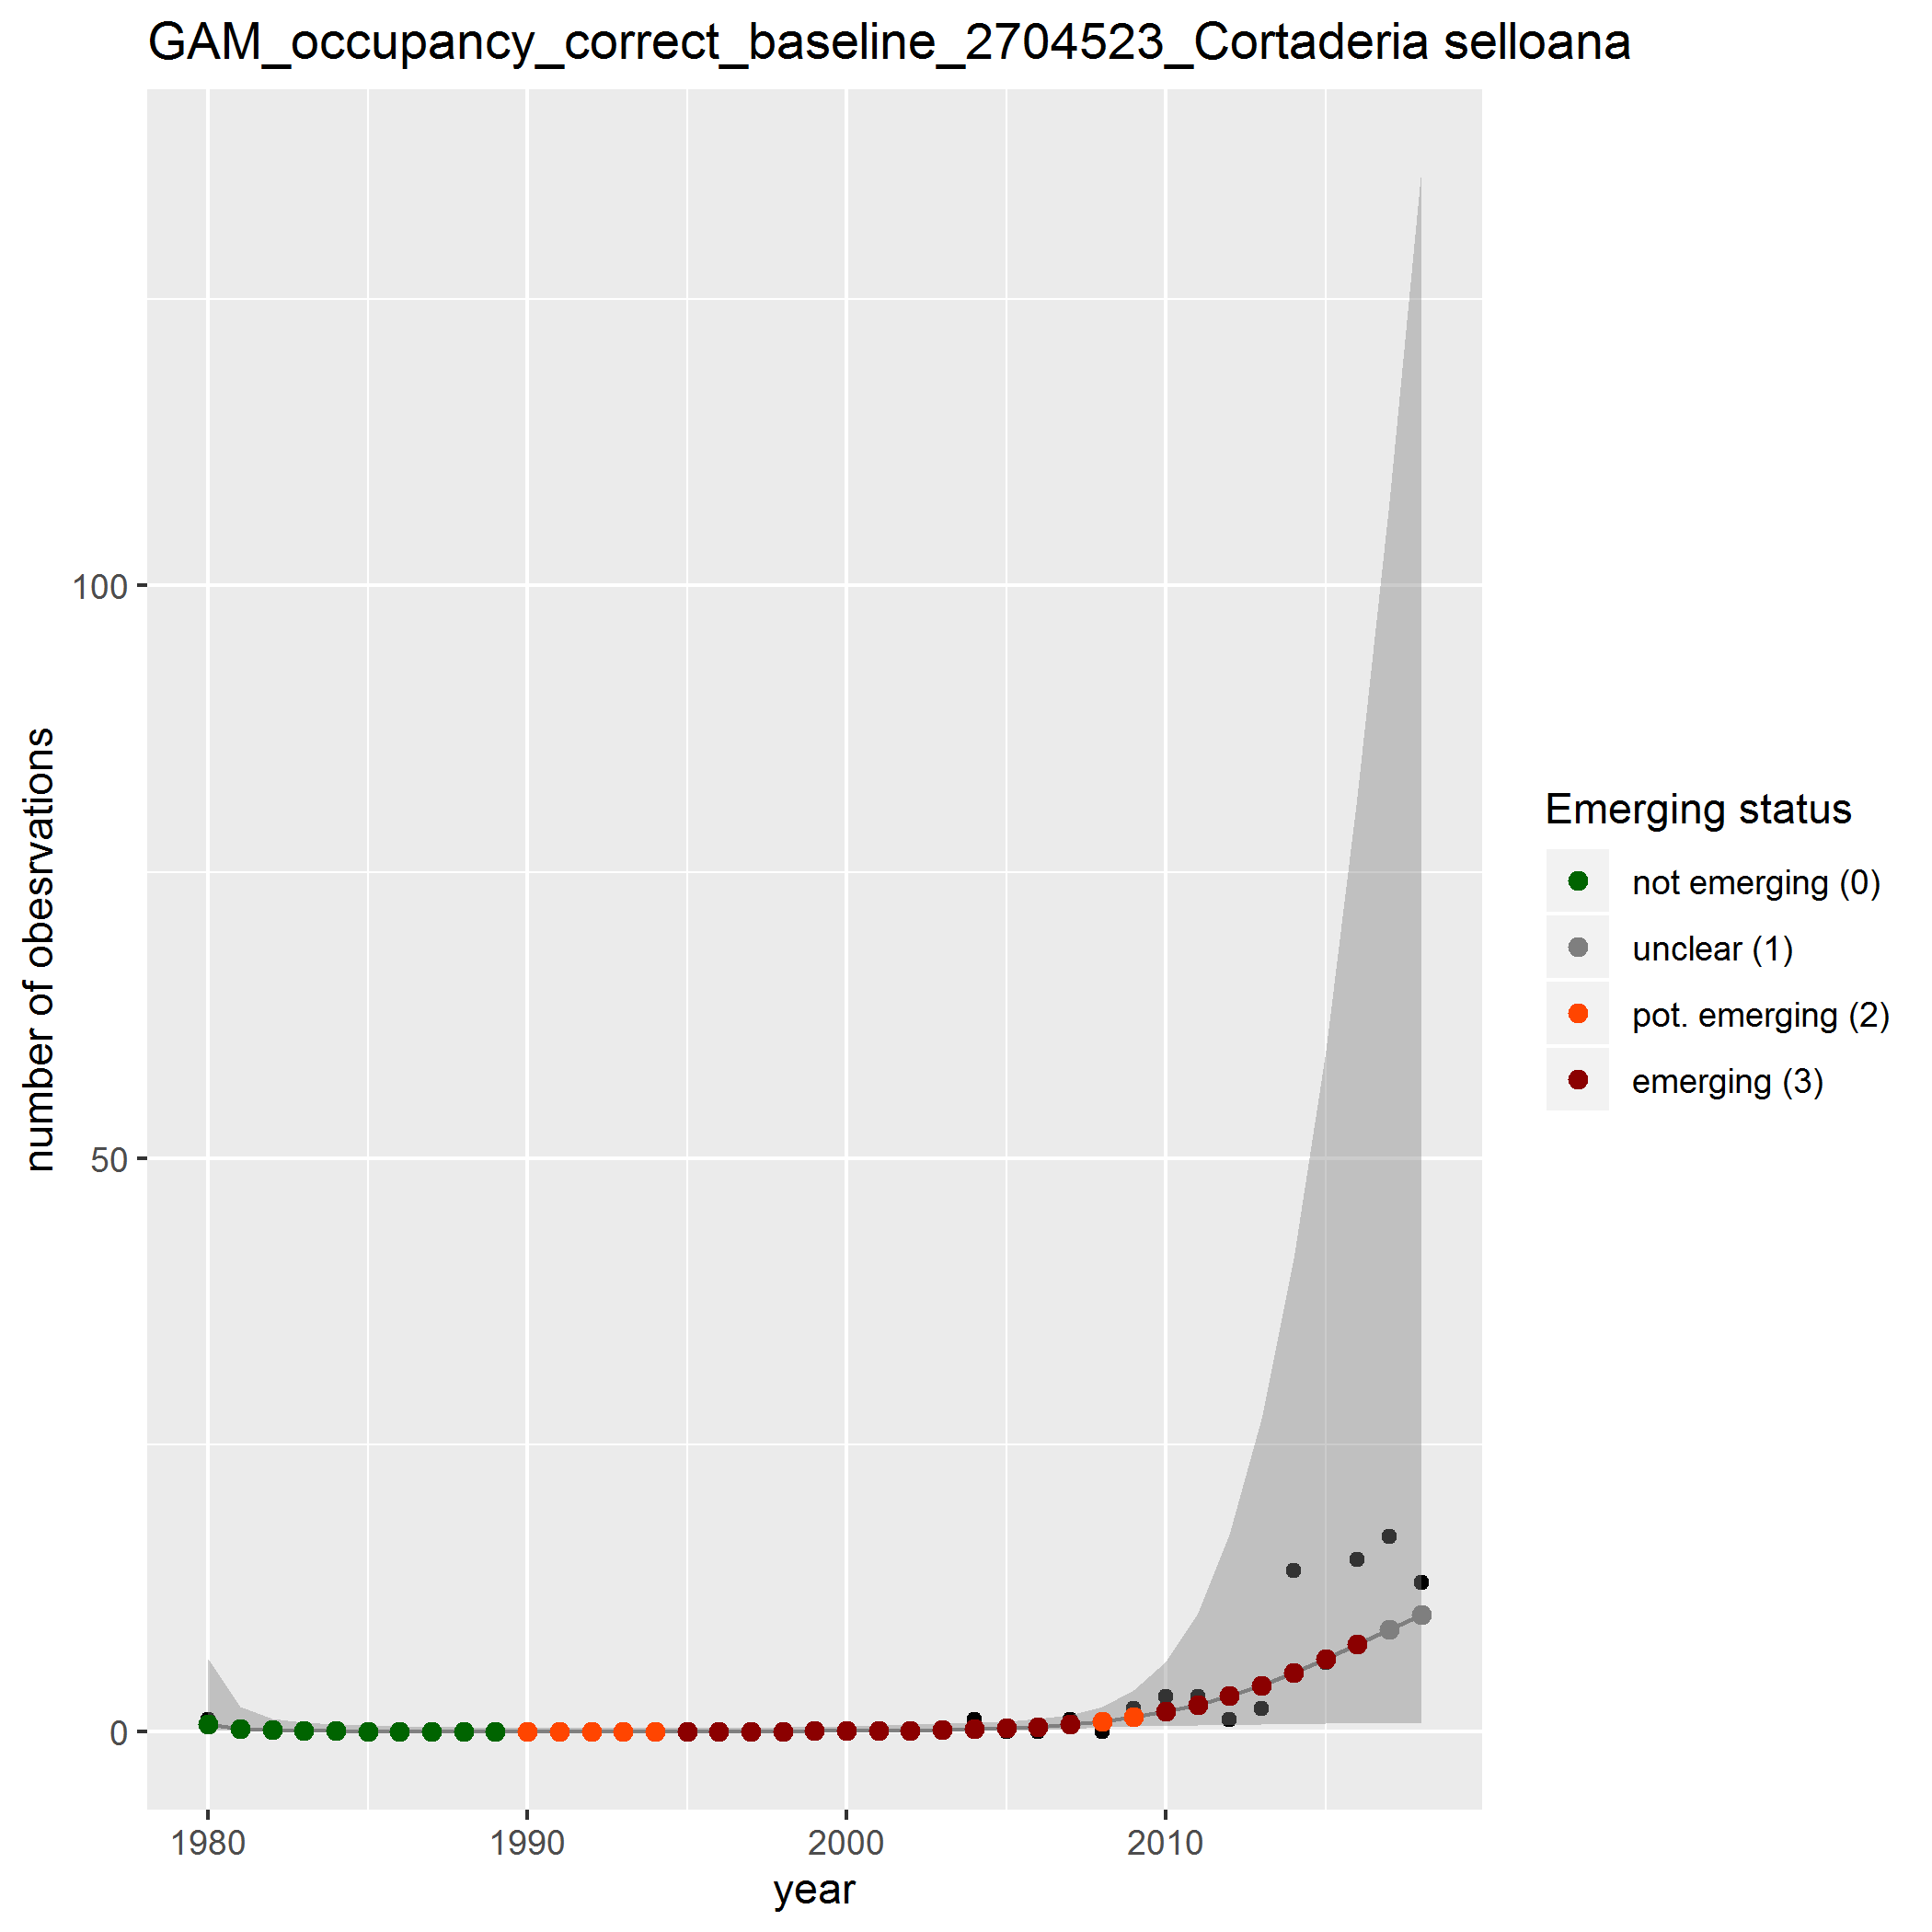 GAM_occupancy_correct_baseline_2704523_Cortaderia selloana
number of obesrvations
100
50
0
1980
1990
2000
2010
year
Emerging status
not emerging (0)
unclear (1)
pot. emerging (2)
emerging (3)